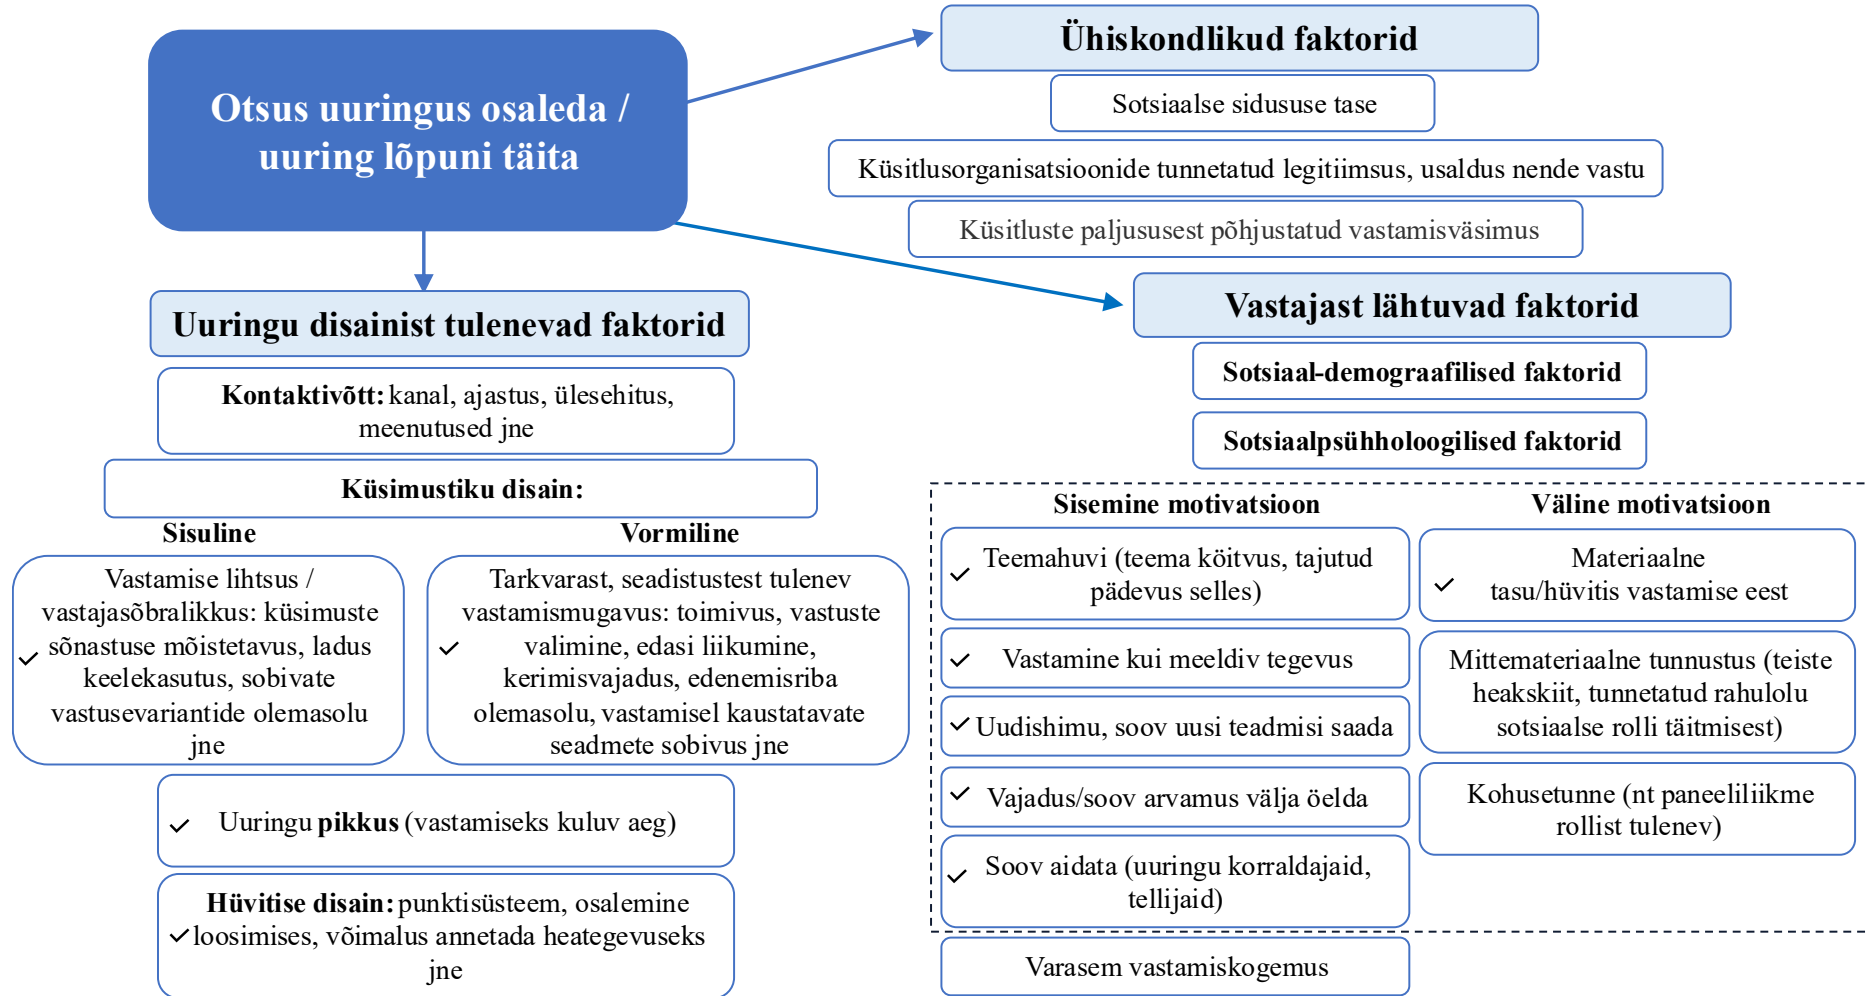 Otsus uuringus osaleda /
uuring lõpuni täita
Ühiskondlikud faktorid
Sotsiaalse sidususe tase
Küsitlusorganisatsioonide tunnetatud legitiimsus, usaldus nende vastu
Küsitluste paljususest põhjustatud vastamisväsimus
Uuringu disainist tulenevad faktorid
Kontaktivõtt: kanal, ajastus, ülesehitus,
meenutused jne
Küsimustiku disain:
Sisuline
Vastamise lihtsus /
vastajasõbralikkus: küsimuste
sõnastuse mõistetavus, ladus
keelekasutus, sobivate
vastusevariantide olemasolu
jne
Vormiline
Tarkvarast, seadistustest tulenev
vastamismugavus: toimivus, vastuste
valimine, edasi liikumine,
kerimisvajadus, edenemisriba
olemasolu, vastamisel kaustatavate
seadmete sobivus jne
Uuringu pikkus (vastamiseks kuluv aeg)
Hüvitise disain: punktisüsteem, osalemine
loosimises, võimalus annetada heategevuseks
jne
Vastajast lähtuvad faktorid
Sotsiaal-demograafilised faktorid
Sotsiaalpsühholoogilised faktorid
Sisemine motivatsioon
Teemahuvi (teema köitvus, tajutud
pädevus selles)
Vastamine kui meeldiv tegevus
Uudishimu, soov uusi teadmisi saada
Vajadus/soov arvamus välja öelda
Soov aidata (uuringu korraldajaid,
tellijaid)
Väline motivatsioon
Materiaalne
tasu/hüvitis vastamise eest
Mittemateriaalne tunnustus (teiste
heakskiit, tunnetatud rahulolu
sotsiaalse rolli täitmisest)
Kohusetunne (nt paneeliliikme
rollist tulenev)
Varasem vastamiskogemus